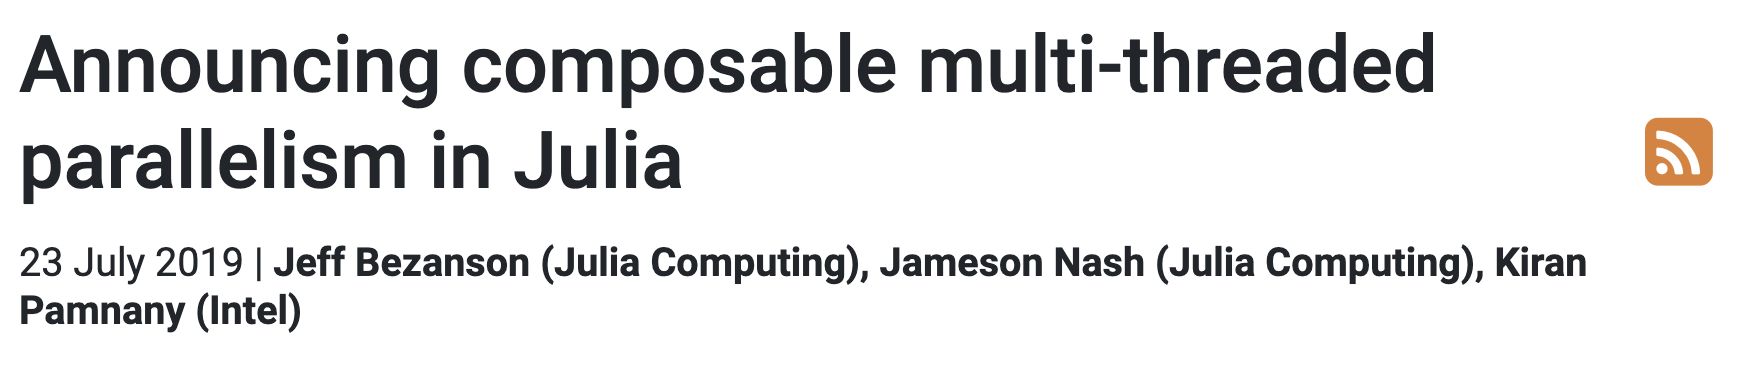 Announcing composable multi-threaded
parallelism in Julia
23 July 2019 | Jeff Bezanson (Julia Computing), Jameson Nash (Julia Computing), Kiran
Pamnany (Intel)